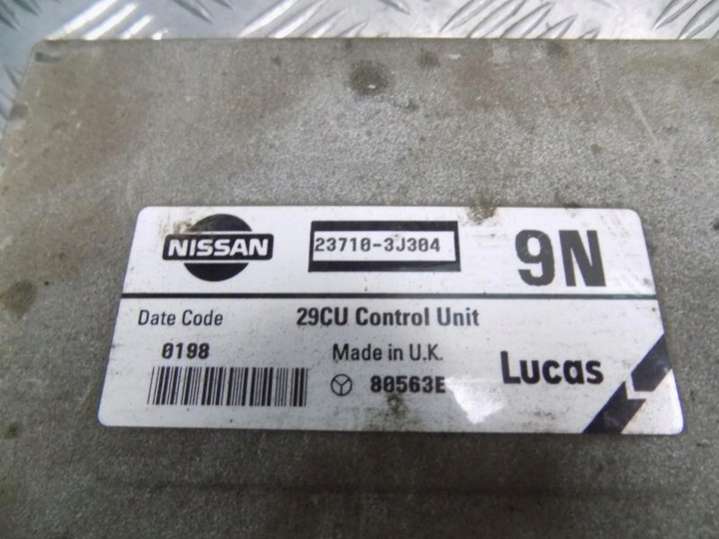 NISSAN
23710-3J304
9N
Date Code
29CU Control Unit
0198
Made in U.K.
80563E
Lucas